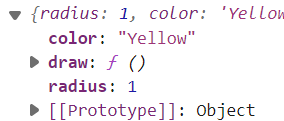 ▼ {radius: 1, color: 'Yellow
color: "Yellow"
▶ draw: ƒ ()
radius: 1
▶ [[Prototype]]: Object